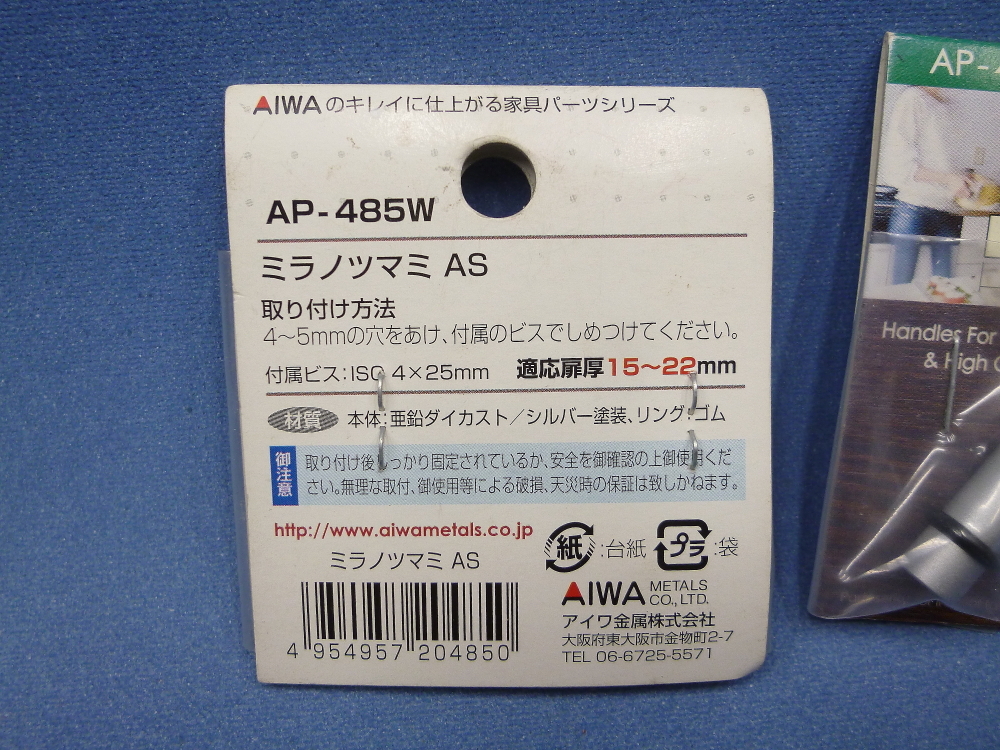 AIWAのキレイに仕上がる家具パーツシリーズ
AP-485W
ミラノツマミ AS
取り付け方法
4～5mmの穴をあけ、付属のビスでしめつけてください。
付属ビス:ISO 4×25mm 適応扉厚15～22mm
材質 本体:亜鉛ダイカスト/シルバー塗装、リング:ゴム
御注意
取り付け後しっかり固定されているか、安全を御確認の上御使用くだ
さい。無理な取付、御使用等による破損、天災時の保証は致しかねます。
http://www.aiwametals.co.jp
ミラノツマミ AS
紙:台紙 プラ:袋
AIWA METALS CO.,LTD.
アイワ金属株式会社
大阪府東大阪市金物町2-7
TEL 06-6725-5571
4 954957 204850
AP-
Handles For
& High